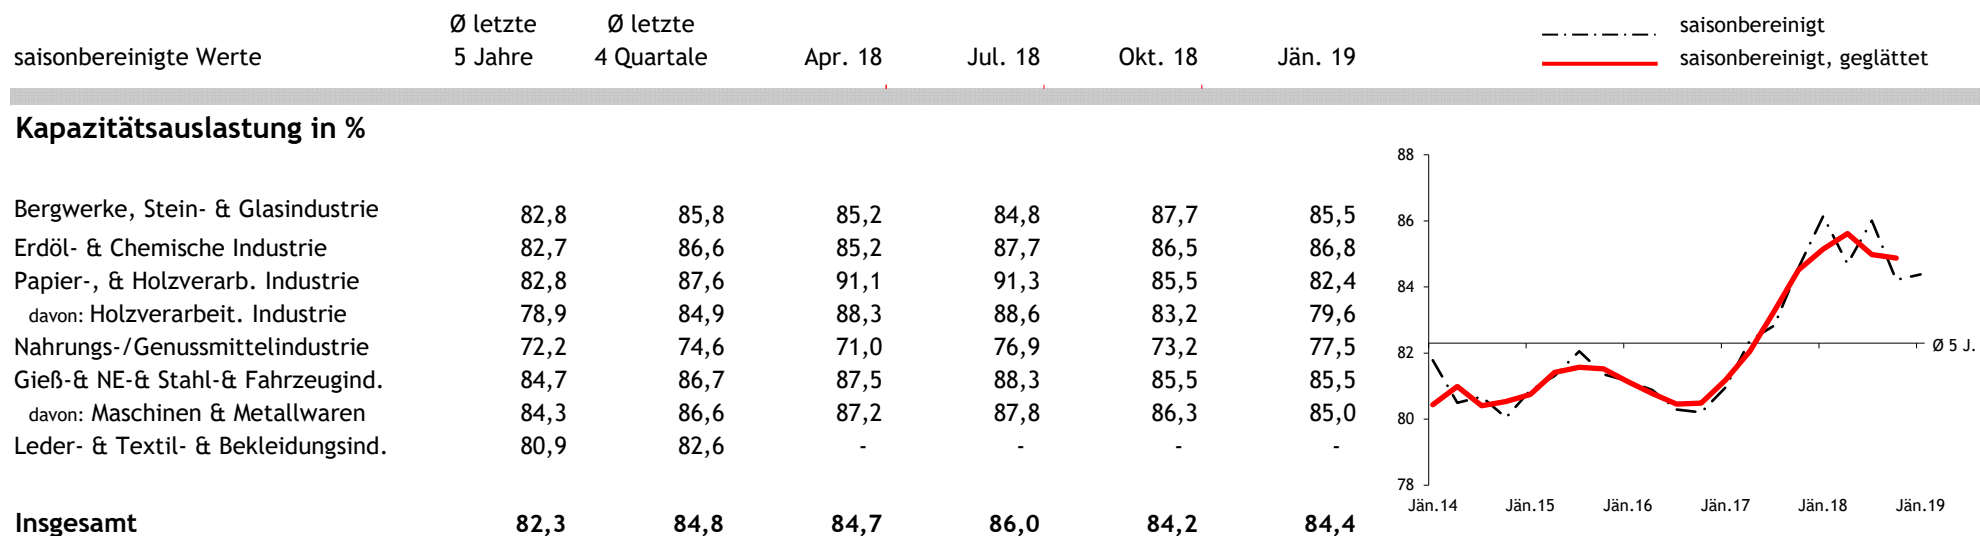 Ø letzte Ø letzte saisonbereinigt
saisonbereinigte Werte 5 Jahre 4 Quartale Apr. 18 Jul. 18 Okt. 18 Jän. 19 saisonbereinigt, geglättet
Kapazitätsauslastung in %
Bergwerke, Stein- & Glasindustrie 82,8 85,8 85,2 84,8 87,7 85,5
Erdöl- & Chemische Industrie 82,7 86,6 85,2 87,7 86,5 86,8
Papier-, & Holzverarb. Industrie 82,8 87,6 91,1 91,3 85,5 82,4
davon: Holzverarbeit. Industrie 78,9 84,9 88,3 88,6 83,2 79,6
Nahrungs-/Genussmittelindustrie 72,2 74,6 71,0 76,9 73,2 77,5
Gieß-& NE-& Stahl-& Fahrzeugind. 84,7 86,7 87,5 88,3 85,5 85,5
davon: Maschinen & Metallwaren 84,3 86,6 87,2 87,8 86,3 85,0
Leder- & Textil- & Bekleidungsind. 80,9 82,6 - - - -
Insgesamt 82,3 84,8 84,7 86,0 84,2 84,4
88
86
84
82
80
78
Ø 5 J.
Jän.14 Jän.15 Jän.16 Jän.17 Jän.18 Jän.19